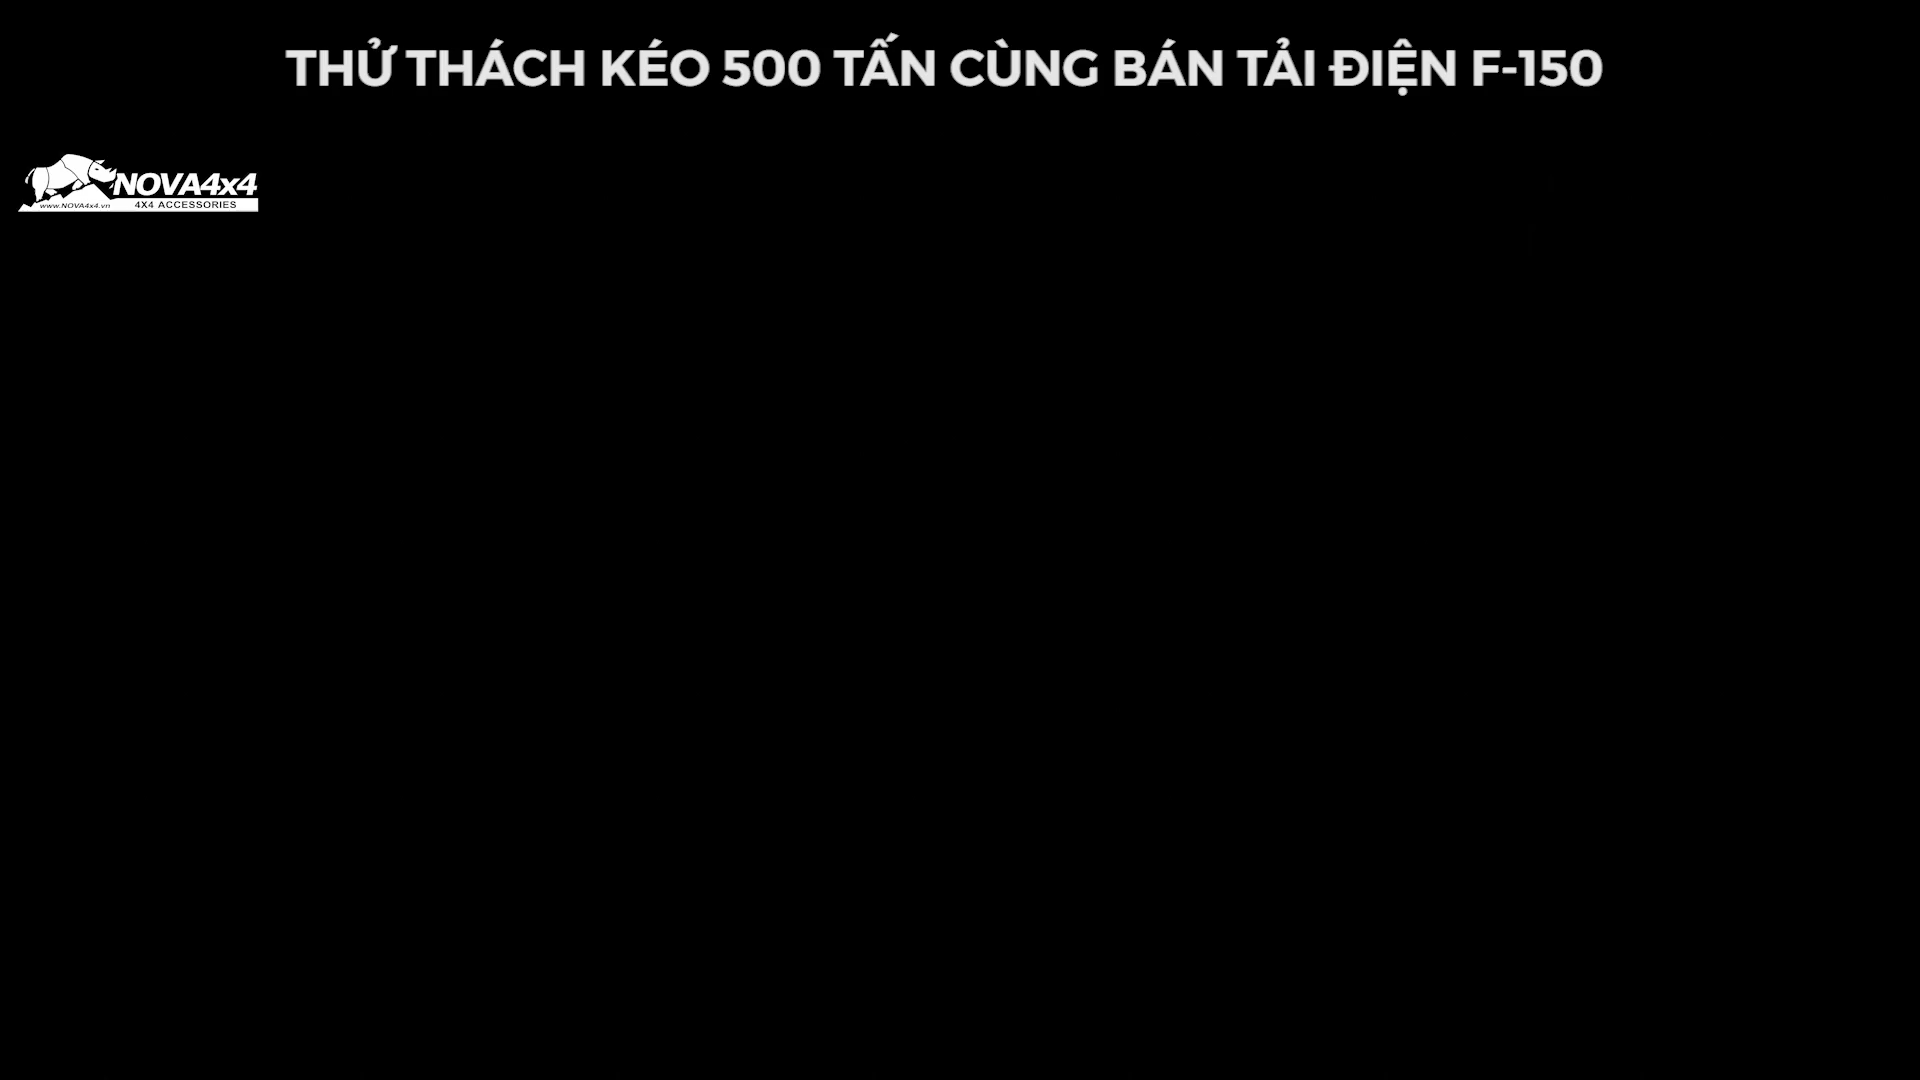 THỬ THÁCH KÉO 500 TẤN CÙNG BÁN TẢI ĐIỆN F-150
NOVA4x4
www.NOVA4x4.vn 4X4 ACCESSORIES